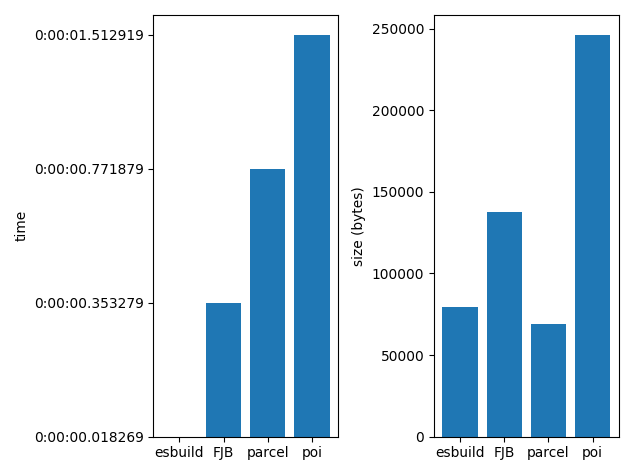 time
0:00:01.512919
0:00:00.771879
0:00:00.353279
0:00:00.018269
esbuild FJB parcel poi
size (bytes)
250000
200000
150000
100000
50000
0
esbuild FJB parcel poi